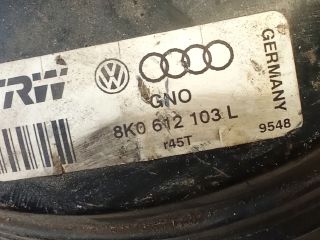 TRW
GNO
8K0 612 103 L
r45T
GERMANY
9548